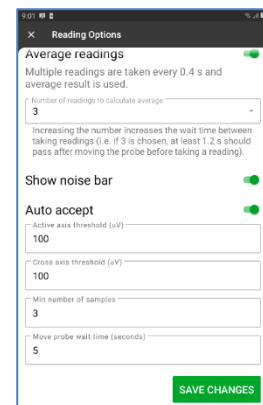 9:01
× Reading Options
Average readings
Multiple readings are taken every 0.4 s and
average result is used.
Number of readings to calculate average
3
Increasing the number increases the wait time between
taking readings (i.e. if 3 is chosen, at least 1.2 s should
pass after moving the probe before taking a reading).
Show noise bar
Auto accept
Active axis threshold (uV)
100
Cross axis threshold (uV)
100
Min number of samples
3
Move probe wait time (seconds)
5
SAVE CHANGES